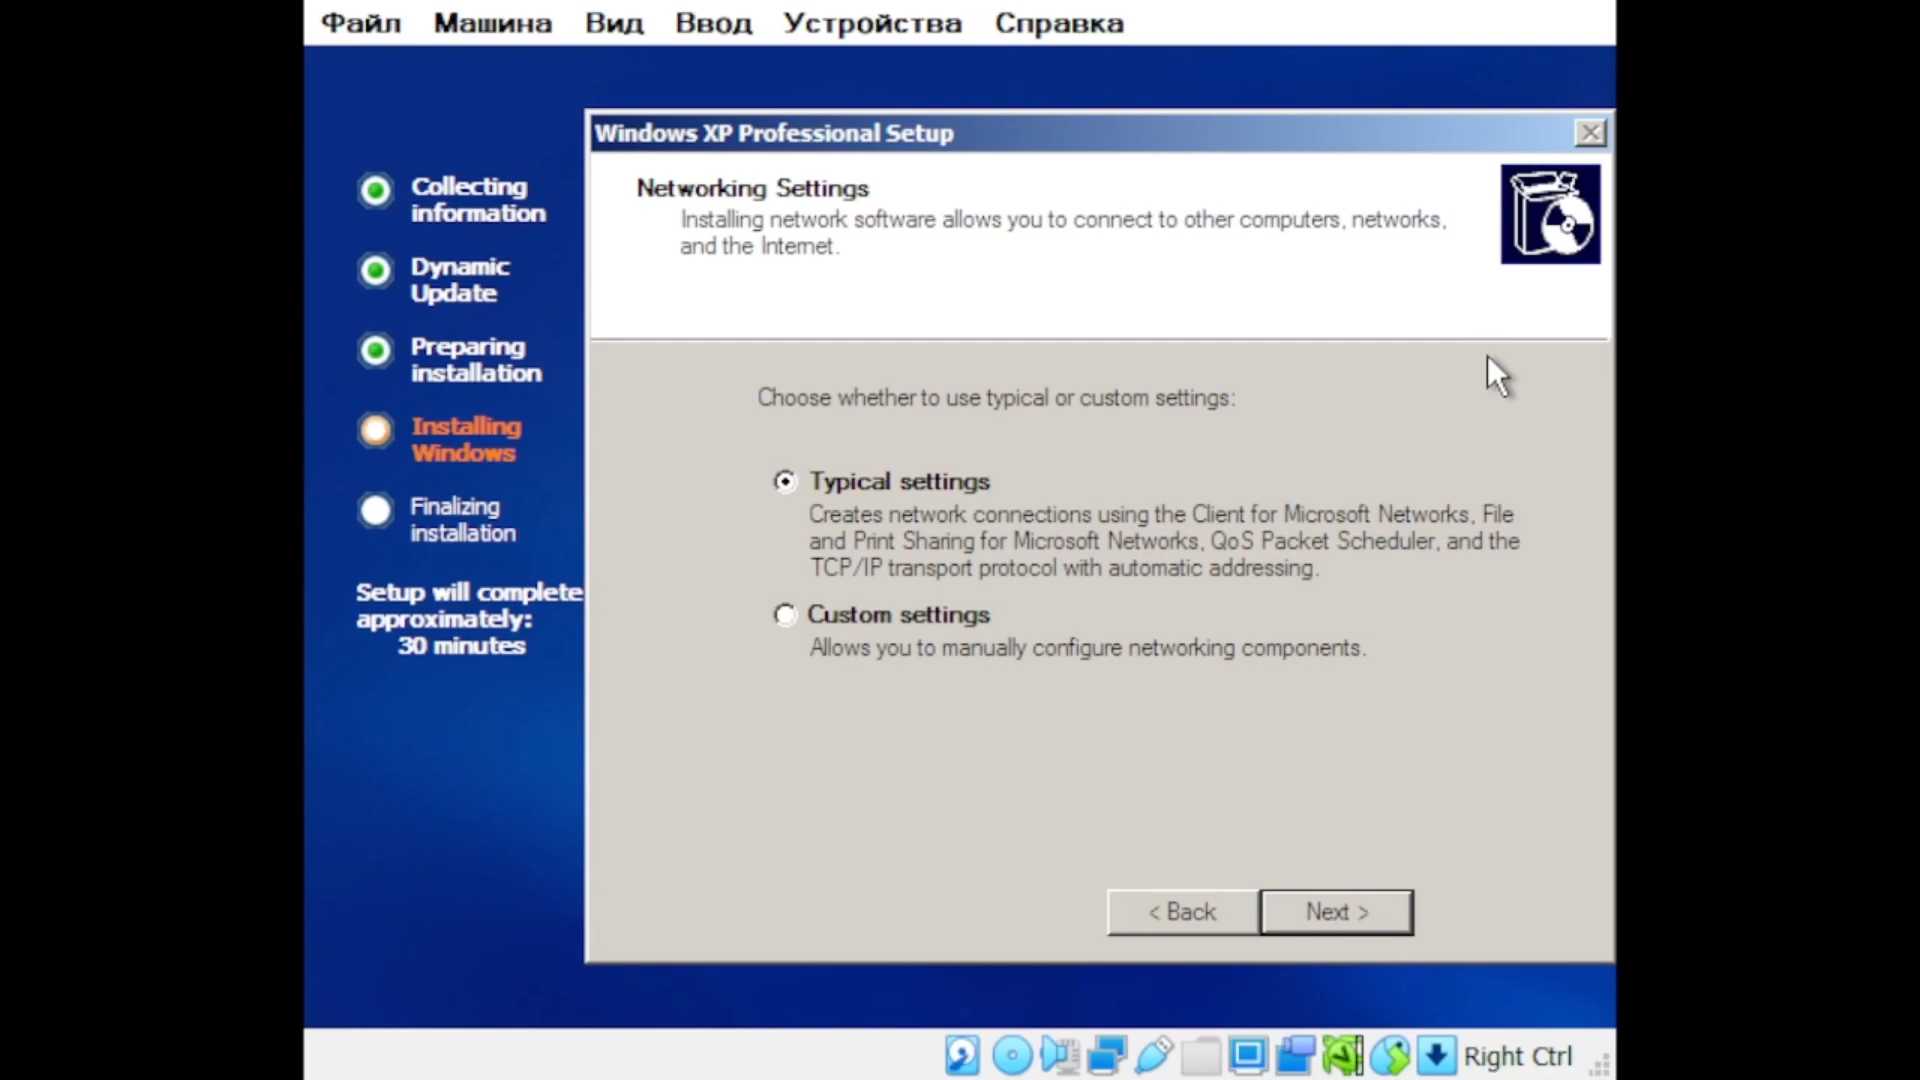 Файл Машина Вид Ввод Устройства Справка
Windows XP Professional Setup
Collecting
information
Dynamic
Update
Preparing
installation
Installing
Windows
Finalizing
installation
Setup will complete
approximately:
30 minutes
Networking Settings
Installing network software allows you to connect to other computers, networks,
and the Internet.
Choose whether to use typical or custom settings:
Typical settings
Creates network connections using the Client for Microsoft Networks, File
and Print Sharing for Microsoft Networks, QoS Packet Scheduler, and the
TCP/IP transport protocol with automatic addressing.
Custom settings
Allows you to manually configure networking components.
< Back Next >
Right Ctrl